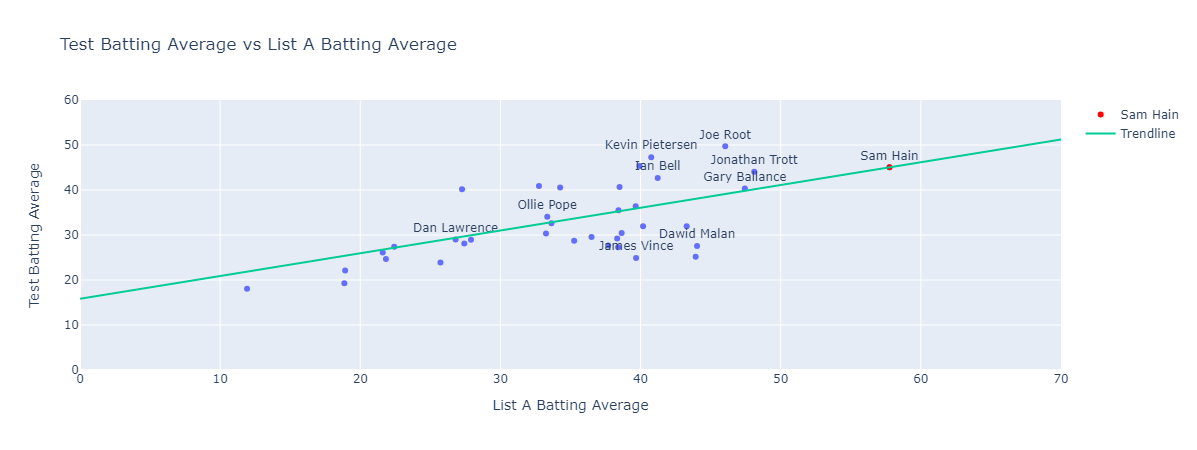 Test Batting Average vs List A Batting Average
Sam Hain
Trendline
Joe Root
Kevin Pietersen
Jonathan Trott
Ian Bell
Sam Hain
Gary Ballance
Ollie Pope
Dan Lawrence
Dawid Malan
James Vince
Test Batting Average
60
50
40
30
20
10
0
0 10 20 30 40 50 60 70
List A Batting Average